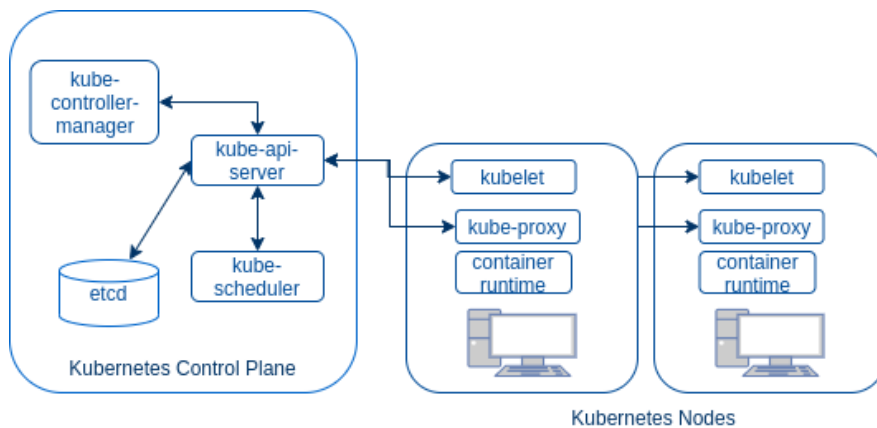 kube-
controller-
manager
kube-api-
server
etcd
kube-
scheduler
Kubernetes Control Plane
kubelet
kube-proxy
container
runtime
kubelet
kube-proxy
container
runtime
Kubernetes Nodes